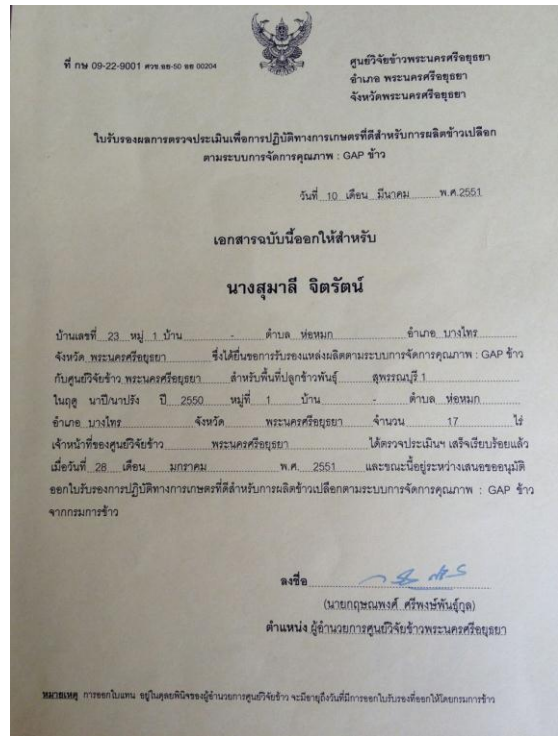 ที่ กษ 09-22-9001 ศวข.อย-50 อย 00204
ศูนย์วิจัยข้าวพระนครศรีอยุธยา
อำเภอ พระนครศรีอยุธยา
จังหวัดพระนครศรีอยุธยา
ใบรับรองผลการตรวจประเมินเพื่อการปฏิบัติทางการเกษตรที่ดีสำหรับการผลิตข้าวเปลือก
ตามระบบการจัดการคุณภาพ : GAP ข้าว
วันที่ 10 เดือน มีนาคม พ.ศ.2551
เอกสารฉบับนี้ออกให้สำหรับ
นางสุมาลี จิตรัตน์
บ้านเลขที่ 23 หมู่ 1 บ้าน - ตำบล ห่อหมก อำเภอ บางไทร
จังหวัด พระนครศรีอยุธยา ซึ่งได้ยื่นขอการรับรองแหล่งผลิตตามระบบการจัดการคุณภาพ : GAP ข้าว
กับศูนย์วิจัยข้าว พระนครศรีอยุธยา สำหรับพื้นที่ปลูกข้าวพันธุ์ สุพรรณบุรี 1
ในฤดู นาปี/นาปรัง ปี 2550 หมู่ที่ 1 บ้าน - ตำบล ห่อหมก
อำเภอ บางไทร จังหวัด พระนครศรีอยุธยา จำนวน 17 ไร่
เจ้าหน้าที่ของศูนย์วิจัยข้าว พระนครศรีอยุธยา ได้ตรวจประเมินฯ เสร็จเรียบร้อยแล้ว
เมื่อวันที่ 28 เดือน มกราคม พ.ศ. 2551 และขณะนี้อยู่ระหว่างเสนอขออนุมัติ
ออกใบรับรองการปฏิบัติทางการเกษตรที่ดีสำหรับการผลิตข้าวเปลือกตามระบบการจัดการคุณภาพ : GAP ข้าว
จากกรมการข้าว
ลงชื่อ
(นายกฤษณพงศ์ ศรีพงษ์พันธุ์กุล)
ตำแหน่ง ผู้อำนวยการศูนย์วิจัยข้าวพระนครศรีอยุธยา
หมายเหตุ การออกใบแทน อยู่ในดุลยพินิจของผู้อำนวยการศูนย์วิจัยข้าว จะมีอายุถึงวันที่มีการออกใบรับรองที่ออกให้โดยกรมการข้าว